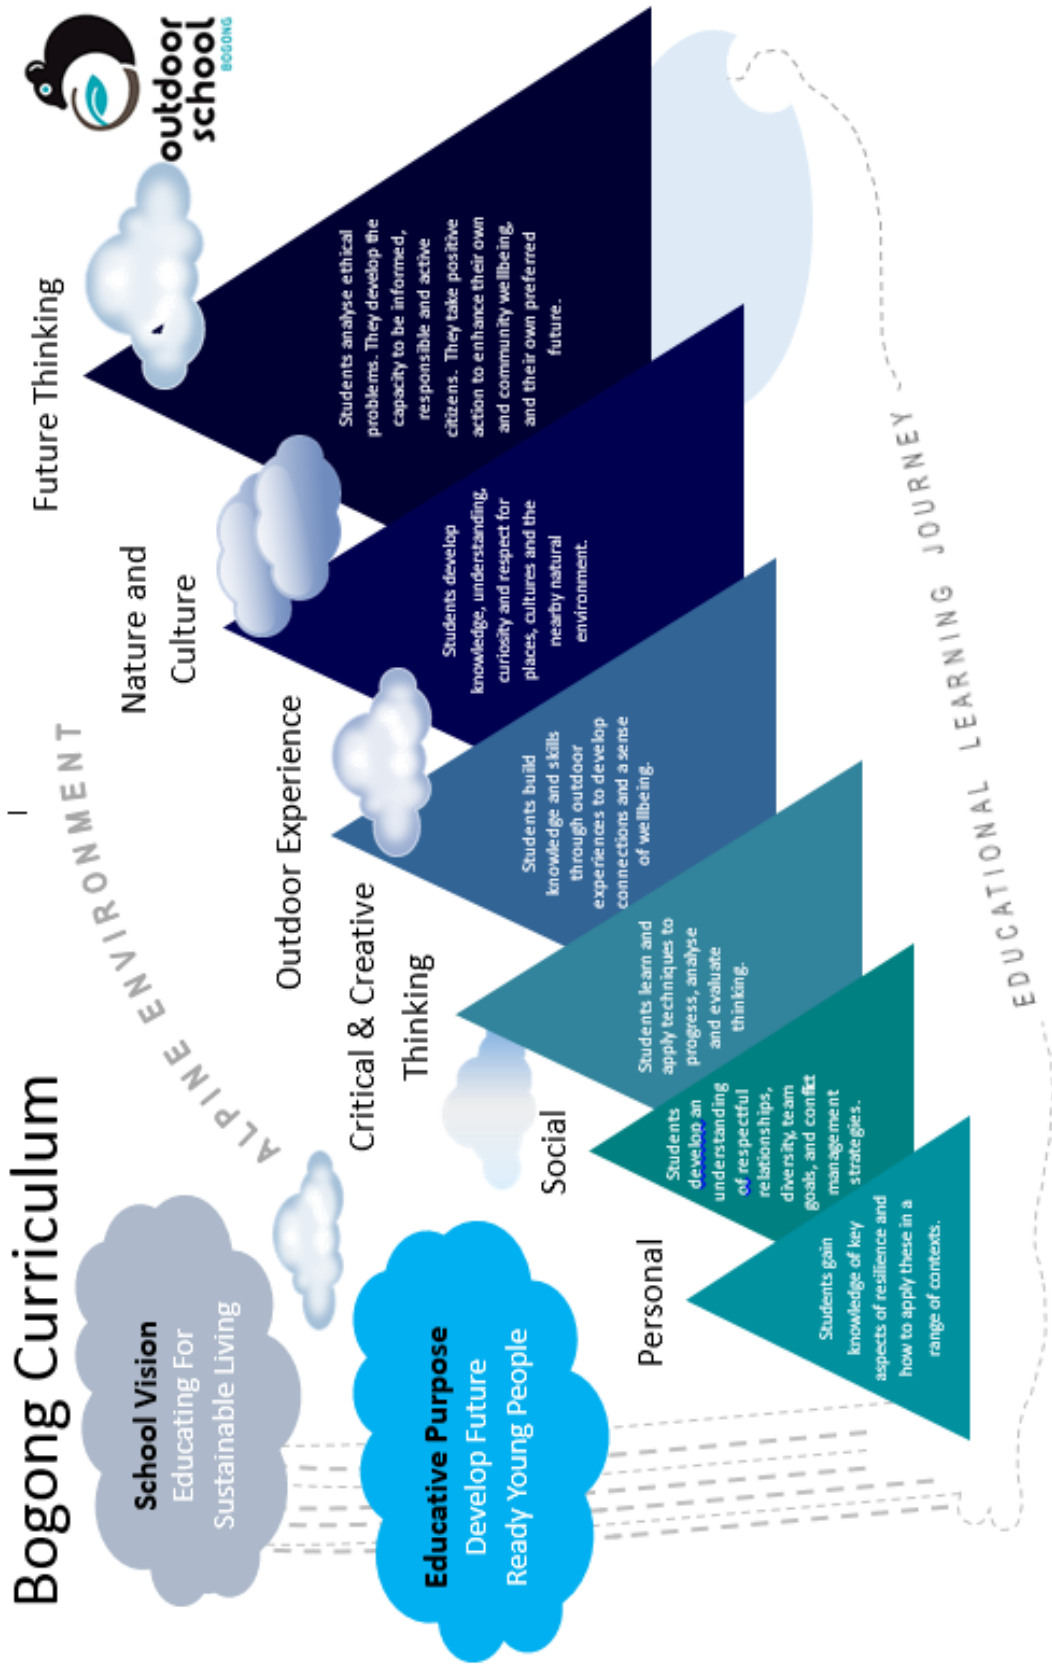 Bogong Curriculum
outdoor
school
BOGONG
School Vision
Educating For
Sustainable Living
Educative Purpose
Develop Future
Ready Young People
ALPINE ENVIRONMENT
Personal
Students gain
knowledge of key
aspects of resilience and
how to apply these in a
range of contexts.
Social
Students
develop an
understanding
of respectful
relationships,
diversity, team
goals, and conflict
management
strategies.
Critical & Creative
Thinking
Students learn and
apply techniques to
progress, analyse
and evaluate
thinking.
Outdoor Experience
Students build
knowledge and skills
through outdoor
experiences to develop
connections and a sense
of wellbeing.
Nature and
Culture
Students develop
knowledge, understanding,
curiosity and respect for
places, cultures and the
nearby natural
environment.
Future Thinking
Students analyse ethical
problems. They develop the
capacity to be informed,
responsible and active
citizens. They take positive
action to enhance their own
and community wellbeing,
and their own preferred
future.
EDUCATIONAL LEARNING JOURNEY